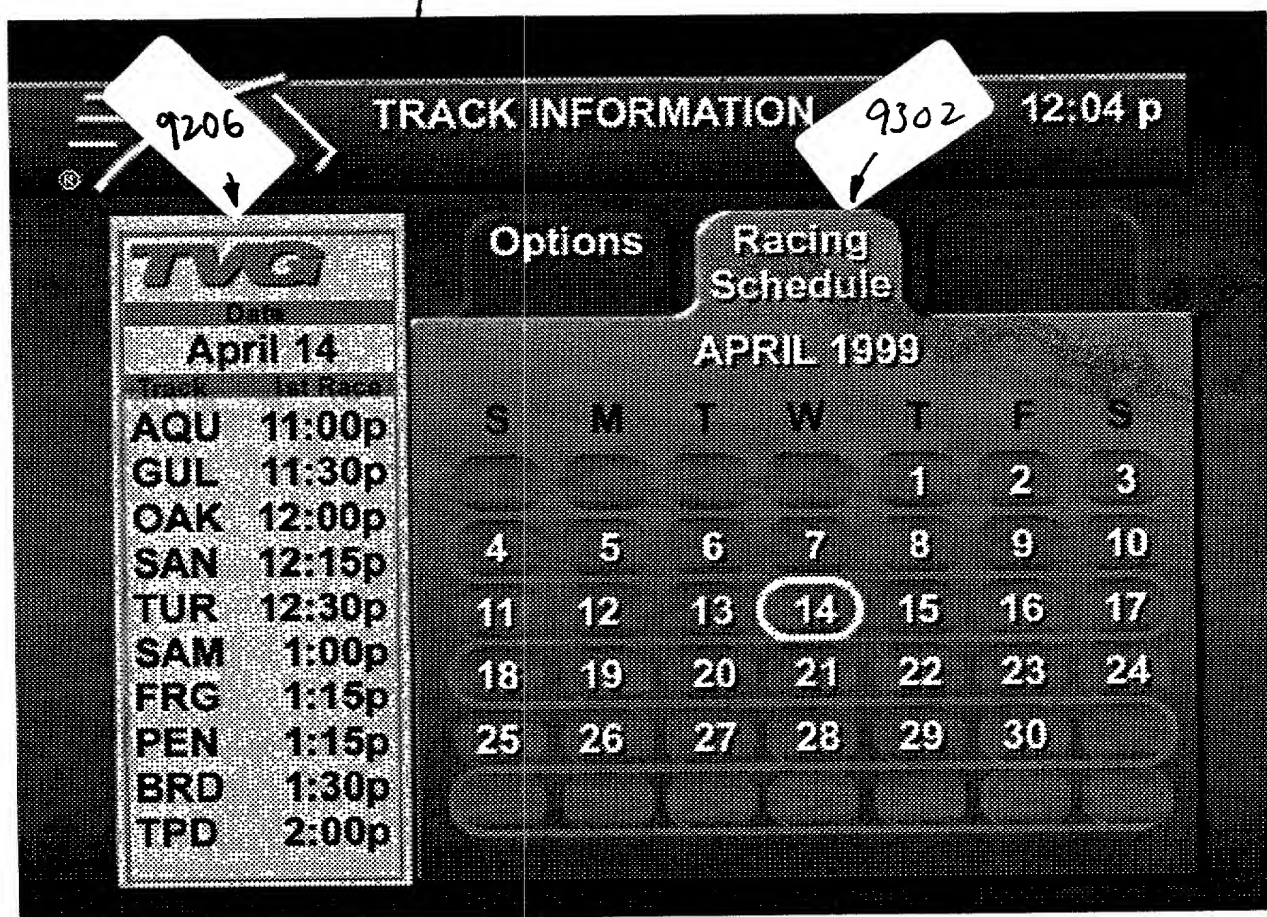 9206
9302
TRACK INFORMATION
12:04 p
®
TVG
Date
April 14
Track 1st Race
AQU 11:00p
GUL 11:30p
OAK 12:00p
SAN 12:15p
TUR 12:30p
SAM 1:00p
FRG 1:15p
PEN 1:15p
BRD 1:30p
TPD 2:00p
Options
Racing
Schedule
APRIL 1999
S M T W T F S
1 2 3
4 5 6 7 8 9 10
11 12 13 14 15 16 17
18 19 20 21 22 23 24
25 26 27 28 29 30